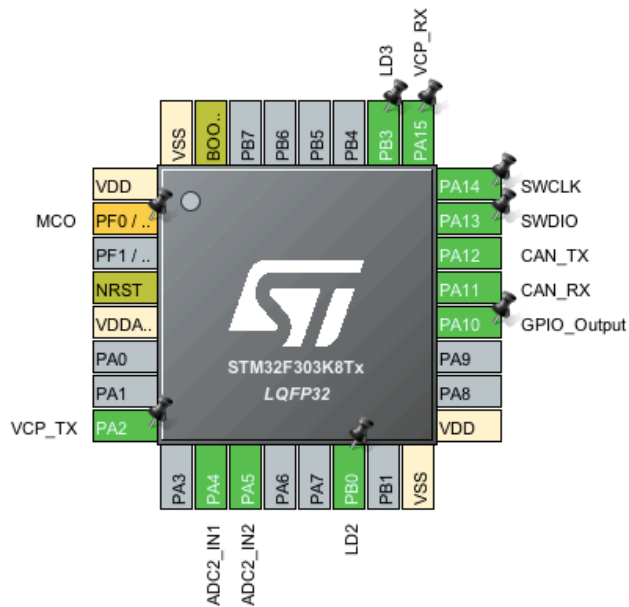 LD3
VCP_RX
VSS
BOO..
PB7
PB6
PB5
PB4
PB3
PA15
VDD
MCO
PF0 / ..
PF1 / ..
NRST
VDDA..
PA0
PA1
VCP_TX
PA2
PA14
SWCLK
PA13
SWDIO
PA12
CAN_TX
PA11
CAN_RX
PA10
GPIO_Output
PA9
PA8
VDD
ST
STM32F303K8Tx
LQFP32
PA3
PA4
PA5
PA6
PA7
PB0
PB1
VSS
ADC2_IN1
ADC2_IN2
LD2